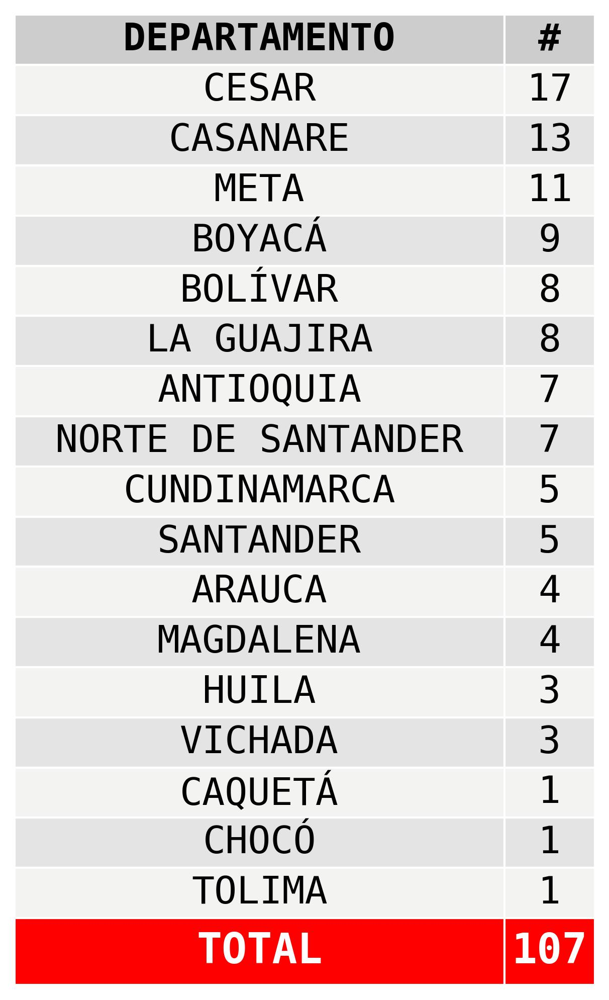 DEPARTAMENTO #
CESAR 17
CASANARE 13
META 11
BOYACÁ 9
BOLÍVAR 8
LA GUAJIRA 8
ANTIOQUIA 7
NORTE DE SANTANDER 7
CUNDINAMARCA 5
SANTANDER 5
ARAUCA 4
MAGDALENA 4
HUILA 3
VICHADA 3
CAQUETÁ 1
CHOCÓ 1
TOLIMA 1
TOTAL 107